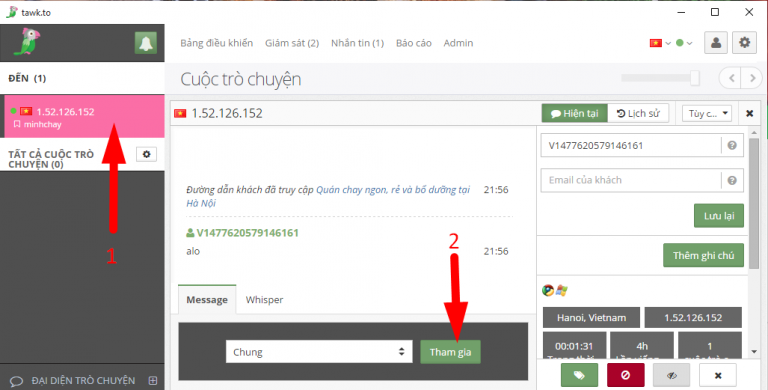 tawk.to
Bảng điều khiển Giám sát (2) Nhắn tin (1) Báo cáo Admin
ĐẾN (1)
Cuộc trò chuyện
1.52.126.152
minhchay
TẤT CẢ CUỘC TRÒ
CHUYỆN (0)
1
1.52.126.152
Hiện tại
Lịch sử
Tùy c...
Đường dẫn khách đã truy cập Quán chay ngon, rẻ và bổ dưỡng tại 21:56
Hà Nội
V1477620579146161
alo 21:56
2
Message Whisper
Chung Tham gia
V1477620579146161
Email của khách
Lưu lại
Thêm ghi chú
Hanoi, Vietnam 1.52.126.152
00:01:31 4h 1
ĐẠI DIỆN TRÒ CHUYỆN